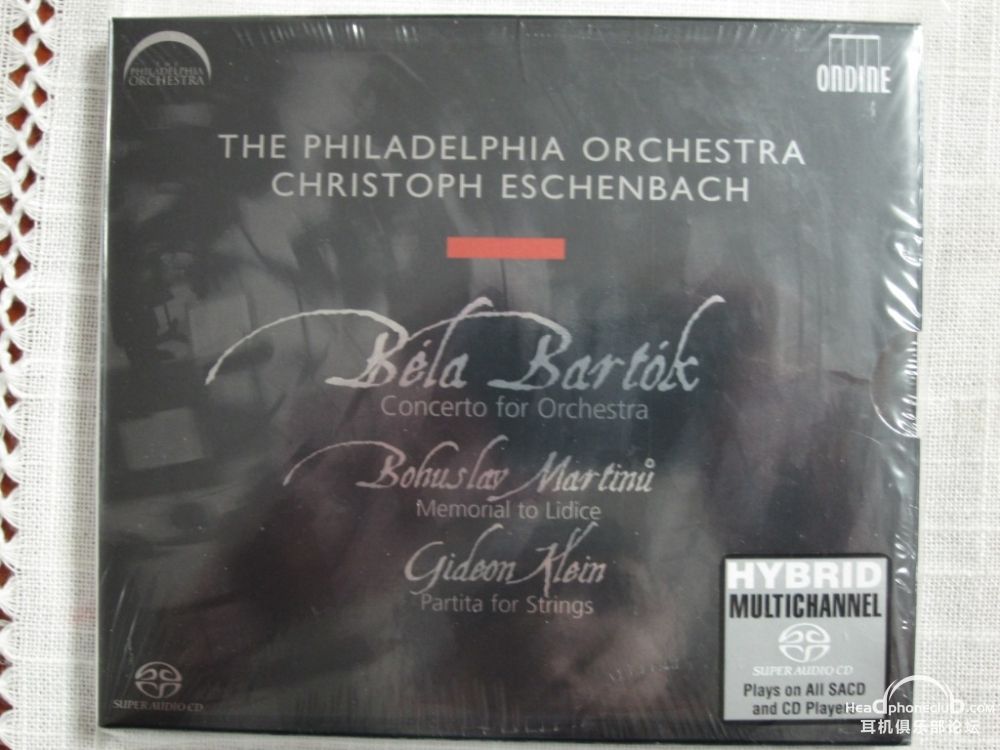 THE
PHILADELPHIA
ORCHESTRA
ONDINE
THE PHILADELPHIA ORCHESTRA
CHRISTOPH ESCHENBACH
Béla Bartók
Concerto for Orchestra
Bohuslav Martinů
Memorial to Lidice
Gideon Klein
Partita for Strings
HYBRID
MULTICHANNEL
SUPER AUDIO CD
Plays on All SACD
and CD Players
SUPER AUDIO CD
Headphoneclub.com
耳机俱乐部论坛